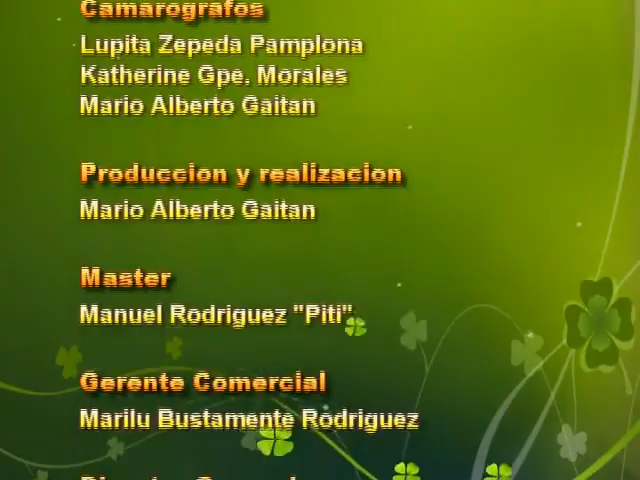 Camarografos
Lupita Zepeda Pamplona
Katherine Gpe. Morales
Mario Alberto Gaitan
Produccion y realizacion
Mario Alberto Gaitan
Master
Manuel Rodriguez "Piti"
Gerente Comercial
Marilu Bustamente Rodriguez